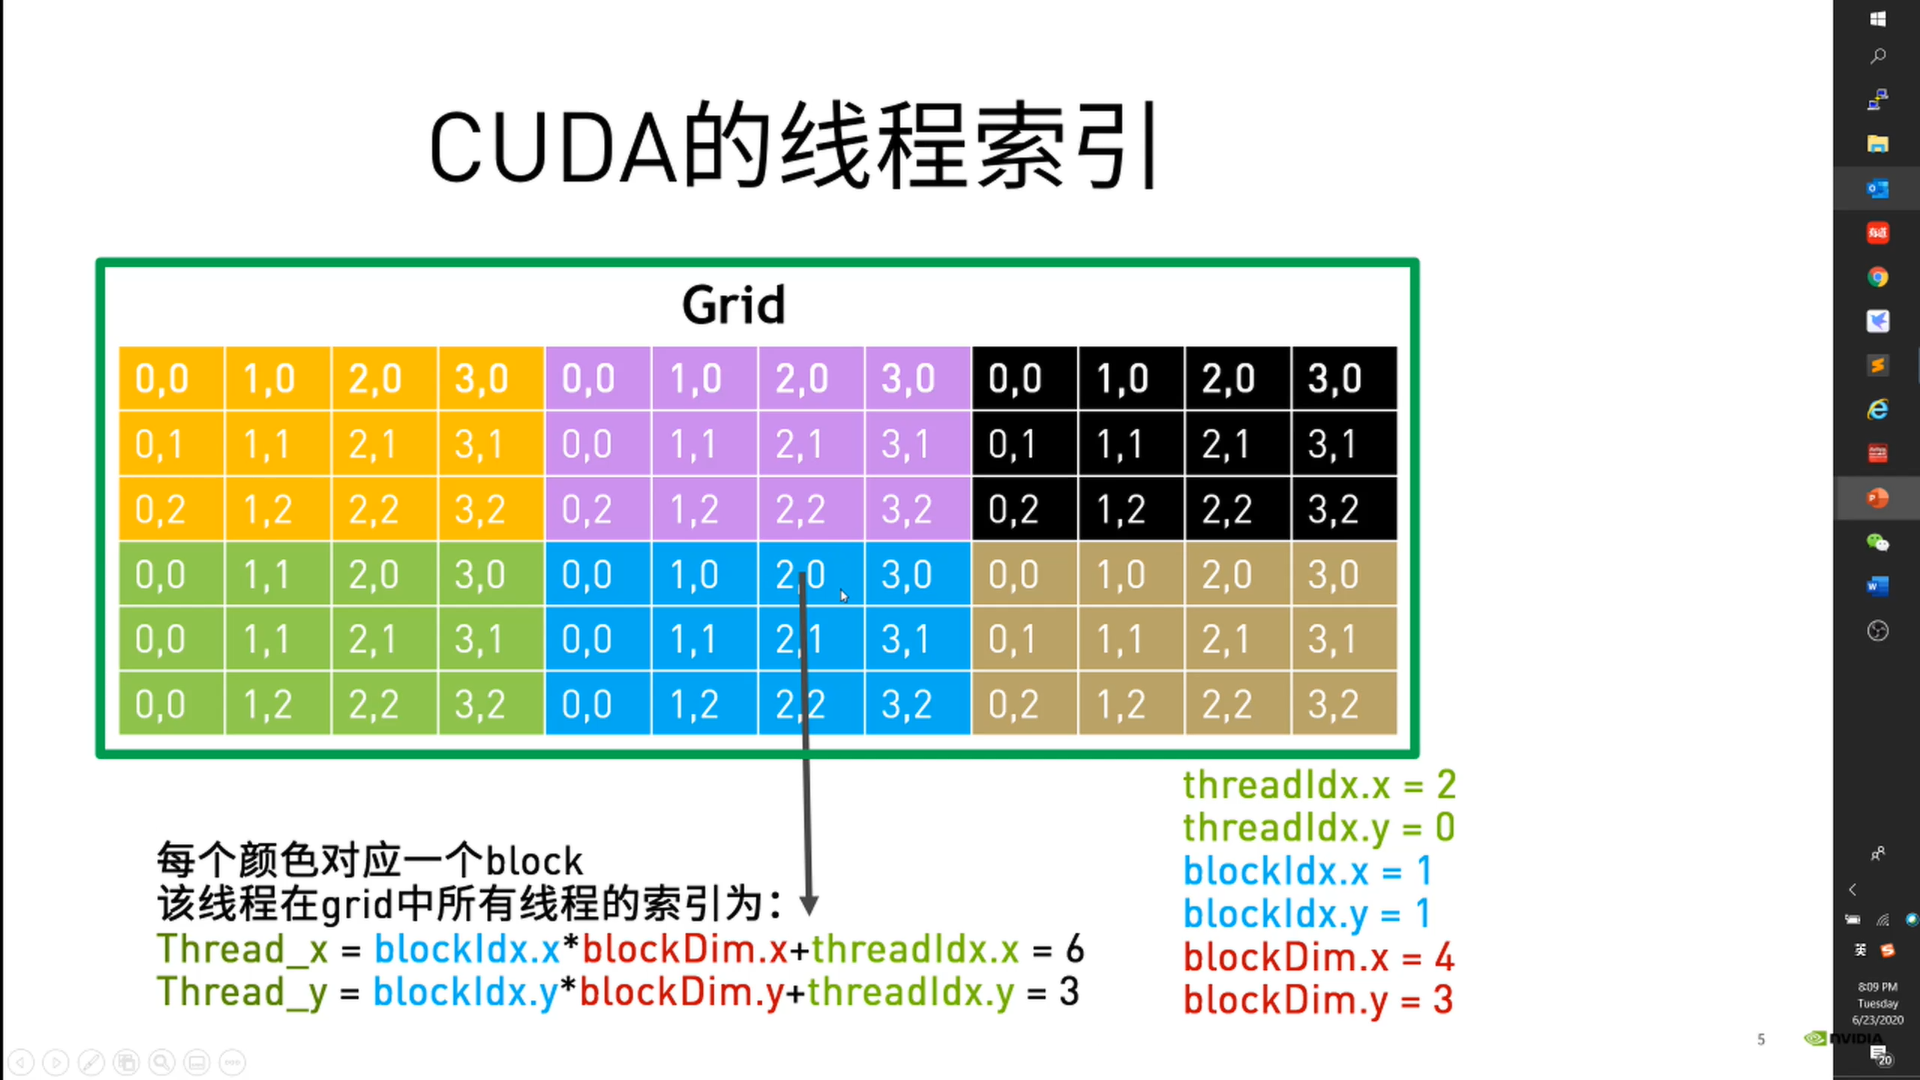 CUDA的线程索引
Grid
0,0 1,0 2,0 3,0 0,0 1,0 2,0 3,0 0,0 1,0 2,0 3,0
0,1 1,1 2,1 3,1 0,0 1,1 2,1 3,1 0,1 1,1 2,1 3,1
0,2 1,2 2,2 3,2 0,2 1,2 2,2 3,2 0,2 1,2 2,2 3,2
0,0 1,1 2,0 3,0 0,0 1,0 2,0 3,0 0,0 1,0 2,0 3,0
0,0 1,1 2,1 3,1 0,0 1,1 2,1 3,1 0,1 1,1 2,1 3,1
0,0 1,2 2,2 3,2 0,0 1,2 2,2 3,2 0,2 1,2 2,2 3,2
threadIdx.x = 2
threadIdx.y = 0
blockIdx.x = 1
blockIdx.y = 1
blockDim.x = 4
blockDim.y = 3
每个颜色对应一个block
该线程在grid中所有线程的索引为：
Thread_x = blockIdx.x*blockDim.x+threadIdx.x = 6
Thread_y = blockIdx.y*blockDim.y+threadIdx.y = 3
5
NVIDIA
有道
英
8:09 PM
Tuesday
6/23/2020
20